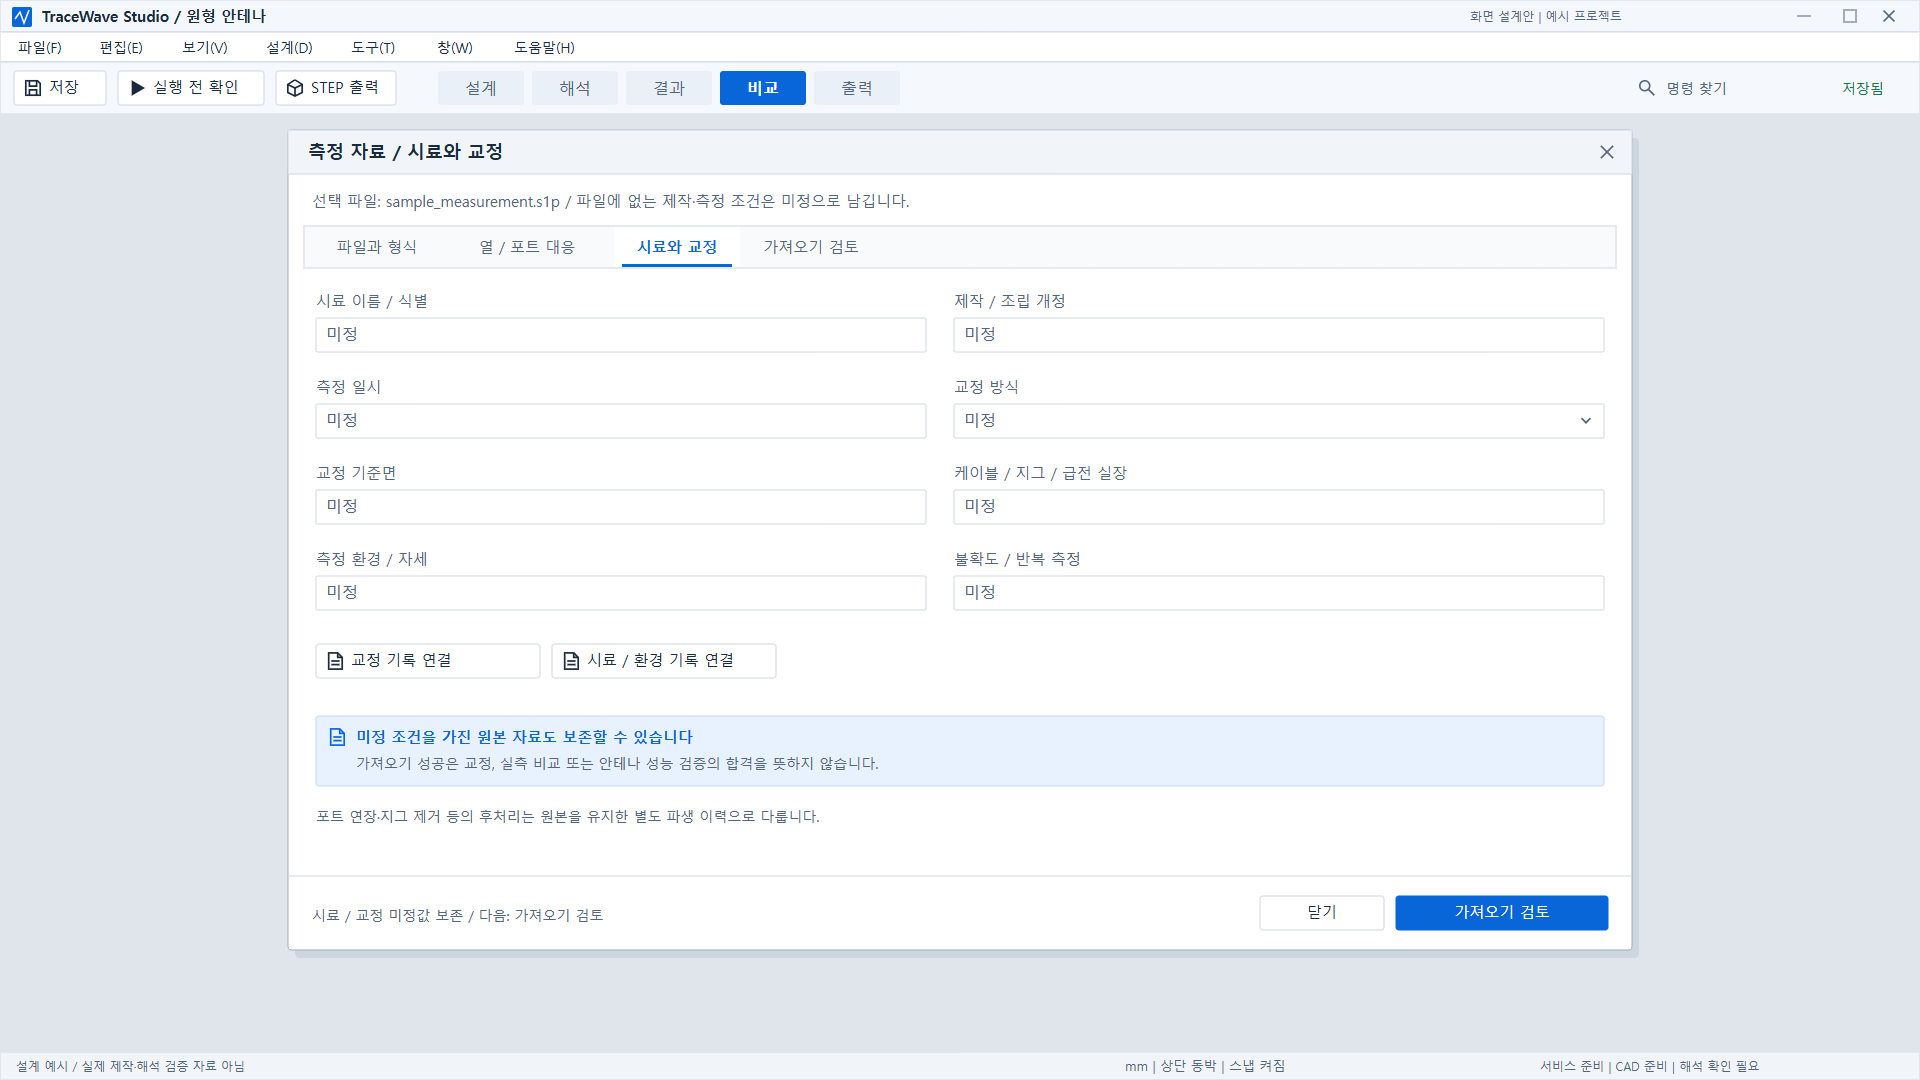 TraceWave Studio / 원형 안테나
화면 설계안 | 예시 프로젝트
파일(F) 편집(E) 보기(V) 설계(D) 도구(T) 창(W) 도움말(H)
저장 실행 전 확인 STEP 출력 설계 해석 결과 비교 출력 명령 찾기 저장됨
측정 자료 / 시료와 교정
선택 파일: sample_measurement.s1p / 파일에 없는 제작·측정 조건은 미정으로 남깁니다.
파일과 형식 열 / 포트 대응 시료와 교정 가져오기 검토
시료 이름 / 식별 제작 / 조립 개정
미정 미정
측정 일시 교정 방식
미정 미정
교정 기준면 케이블 / 지그 / 급전 실장
미정 미정
측정 환경 / 자세 불확도 / 반복 측정
미정 미정
교정 기록 연결 시료 / 환경 기록 연결
미정 조건을 가진 원본 자료도 보존할 수 있습니다
가져오기 성공은 교정, 실측 비교 또는 안테나 성능 검증의 합격을 뜻하지 않습니다.
포트 연장·지그 제거 등의 후처리는 원본을 유지한 별도 파생 이력으로 다룹니다.
시료 / 교정 미정값 보존 / 다음: 가져오기 검토 닫기 가져오기 검토
설계 예시 / 실제 제작·해석 검증 자료 아님 mm | 상단 동박 | 스냅 켜짐 서비스 준비 | CAD 준비 | 해석 확인 필요